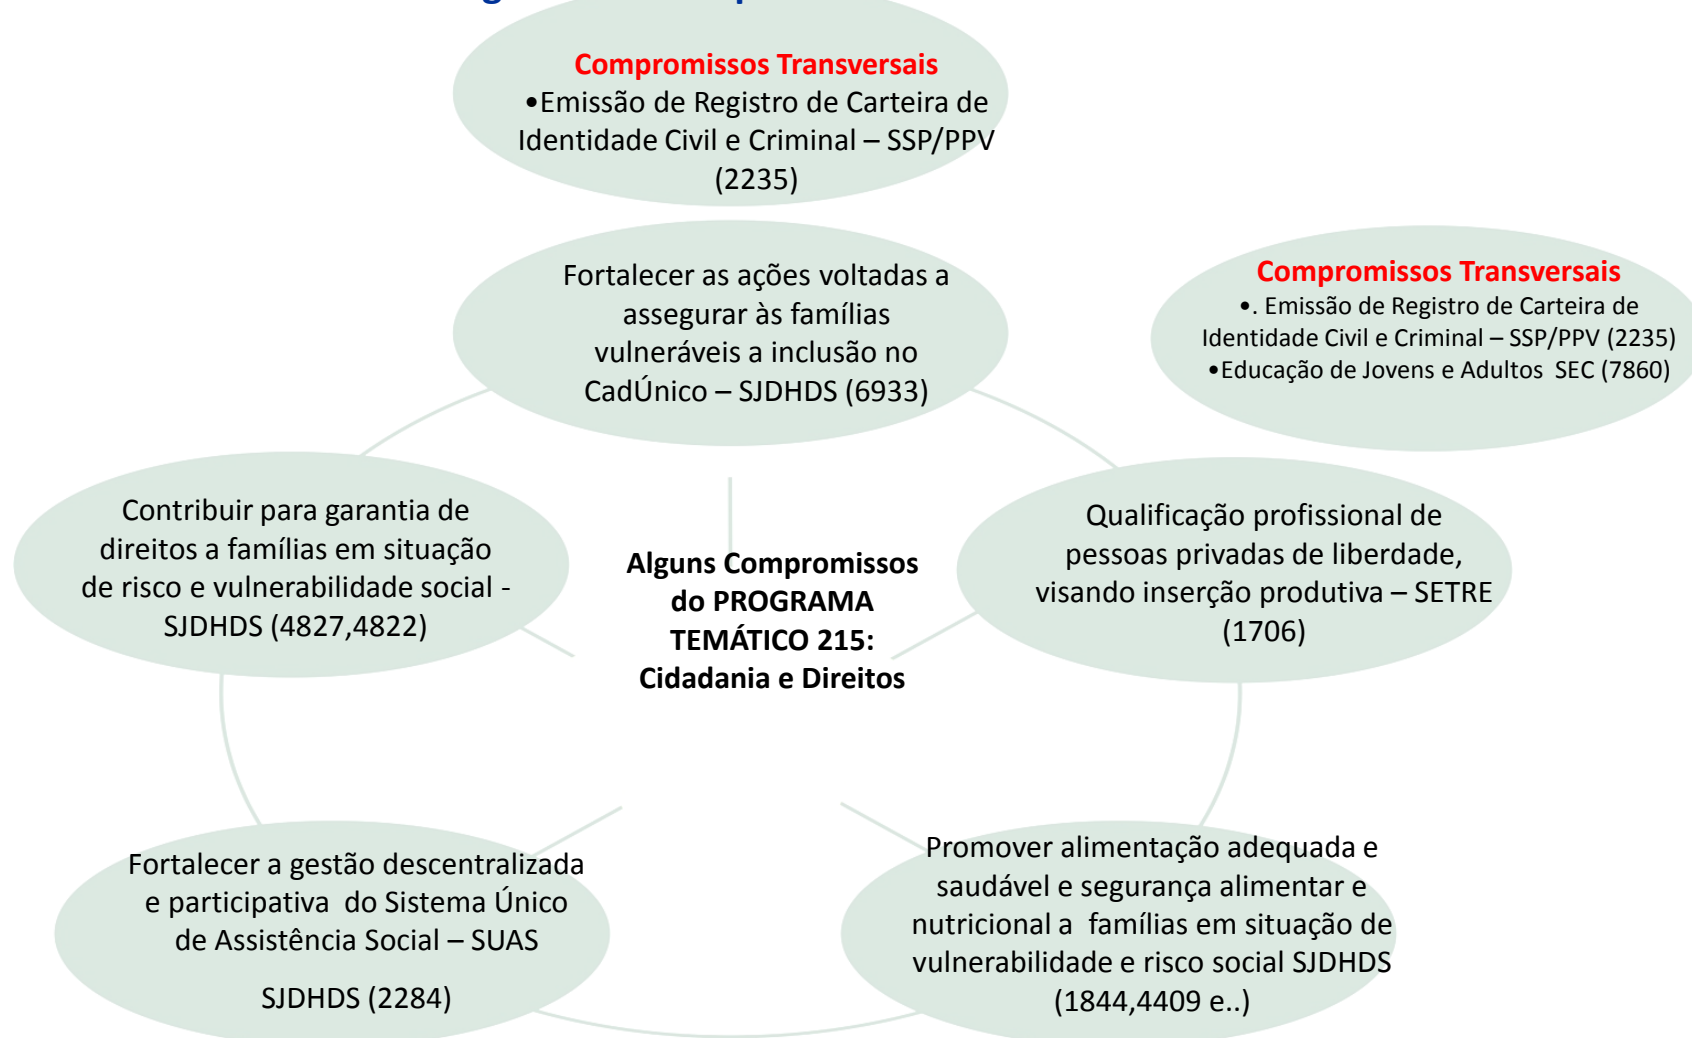 Compromissos Transversais
•Emissão de Registro de Carteira de
Identidade Civil e Criminal – SSP/PPV
(2235)
Fortalecer as ações voltadas a
assegurar às famílias
vulneráveis a inclusão no
CadÚnico – SJDHDS (6933)
Compromissos Transversais
•. Emissão de Registro de Carteira de
Identidade Civil e Criminal – SSP/PPV (2235)
•Educação de Jovens e Adultos  SEC (7860)
Contribuir para garantia de
direitos a famílias em situação
de risco e vulnerabilidade social -
SJDHDS (4827,4822)
Alguns Compromissos
do PROGRAMA
TEMÁTICO 215:
Cidadania e Direitos
Qualificação profissional de
pessoas privadas de liberdade,
visando inserção produtiva – SETRE
(1706)
Fortalecer a gestão descentralizada
e participativa  do Sistema Único
de Assistência Social – SUAS
SJDHDS (2284)
Promover alimentação adequada e
saudável e segurança alimentar e
nutricional a  famílias em situação de
vulnerabilidade e risco social SJDHDS
(1844,4409 e..)